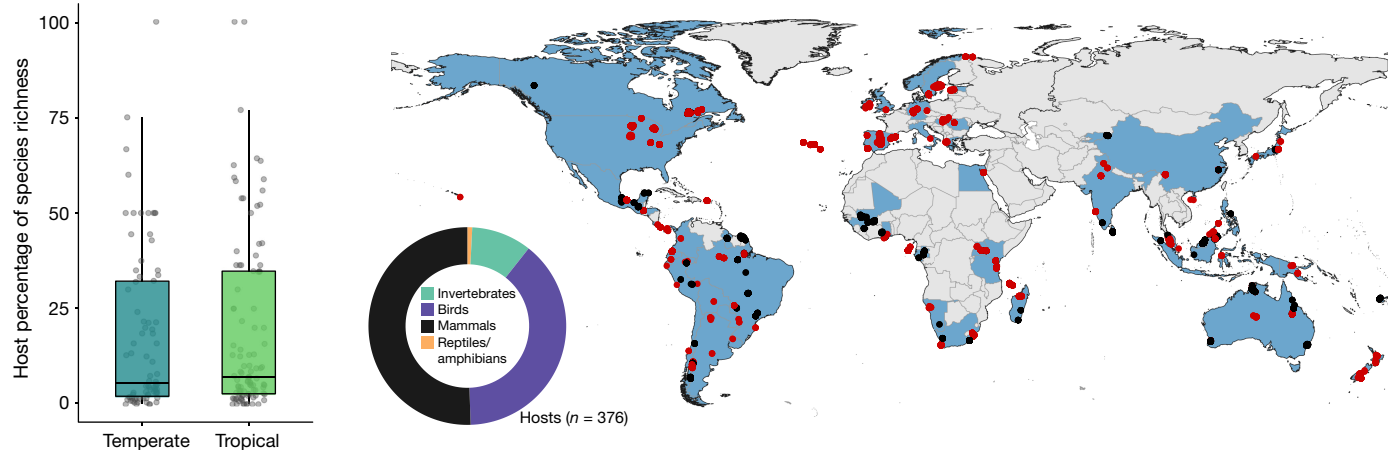 Host percentage of species richness
100
75
50
25
0
Temperate
Tropical
Invertebrates
Birds
Mammals
Reptiles/
amphibians
Hosts (n = 376)